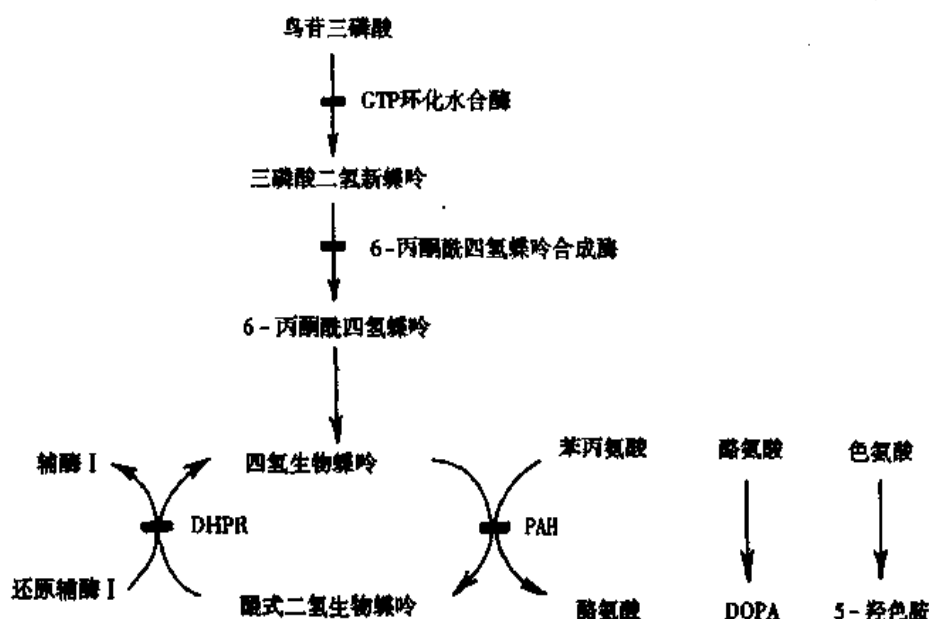 鸟苷三磷酸
GTP环化水合酶
三磷酸二氢新蝶呤
6-丙酮酰四氢蝶呤合成酶
6-丙酮酰四氢蝶呤
辅酶Ⅰ 四氢生物蝶呤 苯丙氨酸 酪氨酸 色氨酸
DHPR PAH
还原辅酶Ⅰ 醌式二氢生物蝶呤 酪氨酸 DOPA 5-羟色胺